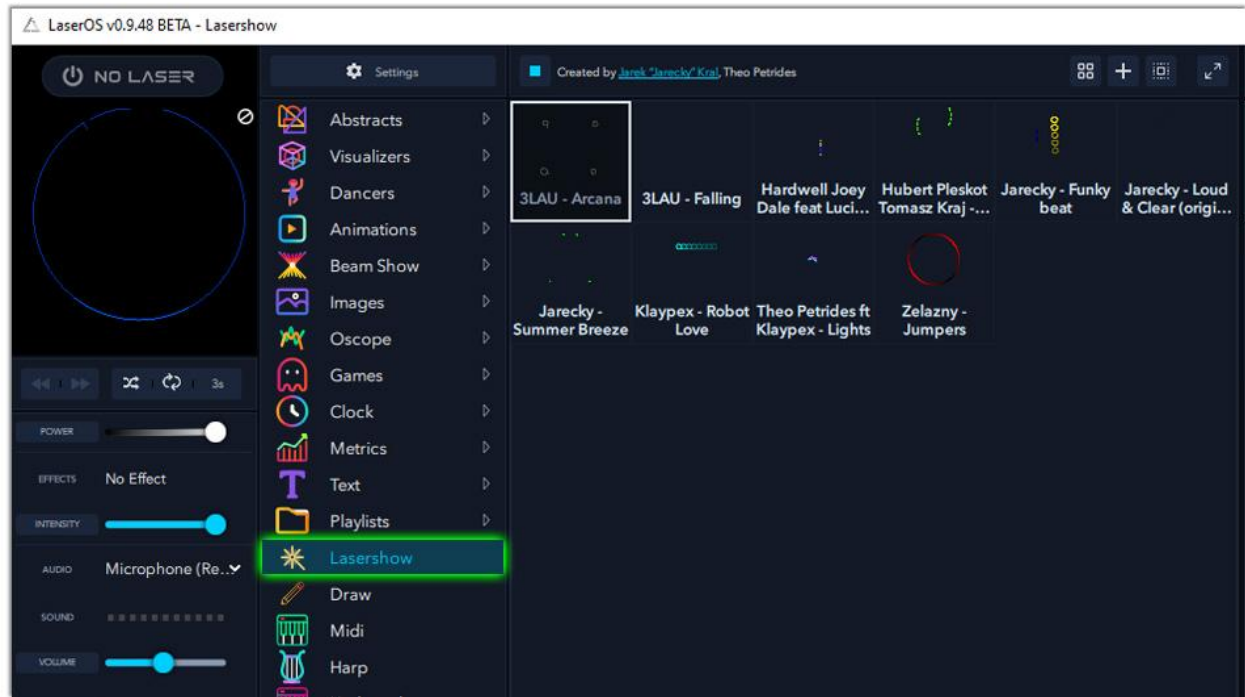 LaserOS v0.9.48 BETA - Lasershow
NO LASER
Settings
Created by Jarek "Jarecky" Kral, Theo Petrides
Abstracts
Visualizers
Dancers
Animations
Beam Show
Images
Oscope
Games
Clock
Metrics
Text
Playlists
Lasershow
Draw
Midi
Harp
3LAU - Arcana
3LAU - Falling
Hardwell Joey
Dale feat Luci...
Hubert Pleskot
Tomasz Kraj -...
Jarecky - Funky
beat
Jarecky - Loud
& Clear (origi...
Jarecky -
Summer Breeze
Klaypex - Robot
Love
Theo Petrides ft
Klaypex - Lights
Zelazny -
Jumpers
3s
POWER
EFFECTS No Effect
INTENSITY
AUDIO Microphone (Re...
SOUND
VOLUME